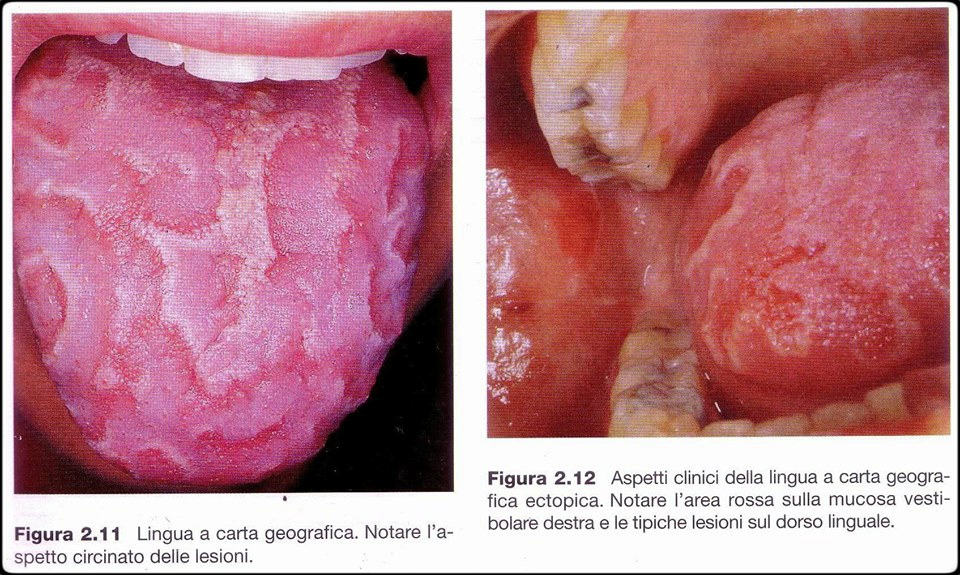 Figura 2.11 Lingua a carta geografica. Notare l'a-
spetto circinato delle lesioni.
Figura 2.12 Aspetti clinici della lingua a carta geogra-
fica ectopica. Notare l'area rossa sulla mucosa vesti-
bolare destra e le tipiche lesioni sul dorso linguale.